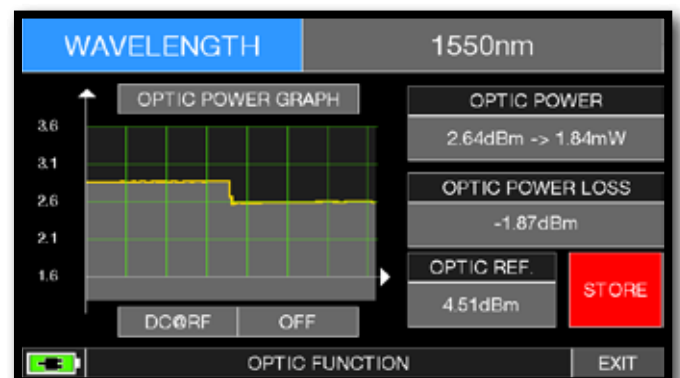 WAVELENGTH 1550nm
OPTIC POWER GRAPH
3.6
3.1
2.6
2.1
1.6
DC@RF OFF
OPTIC POWER
2.64dBm -> 1.84mW
OPTIC POWER LOSS
-1.87dBm
OPTIC REF.
4.51dBm
STORE
OPTIC FUNCTION EXIT